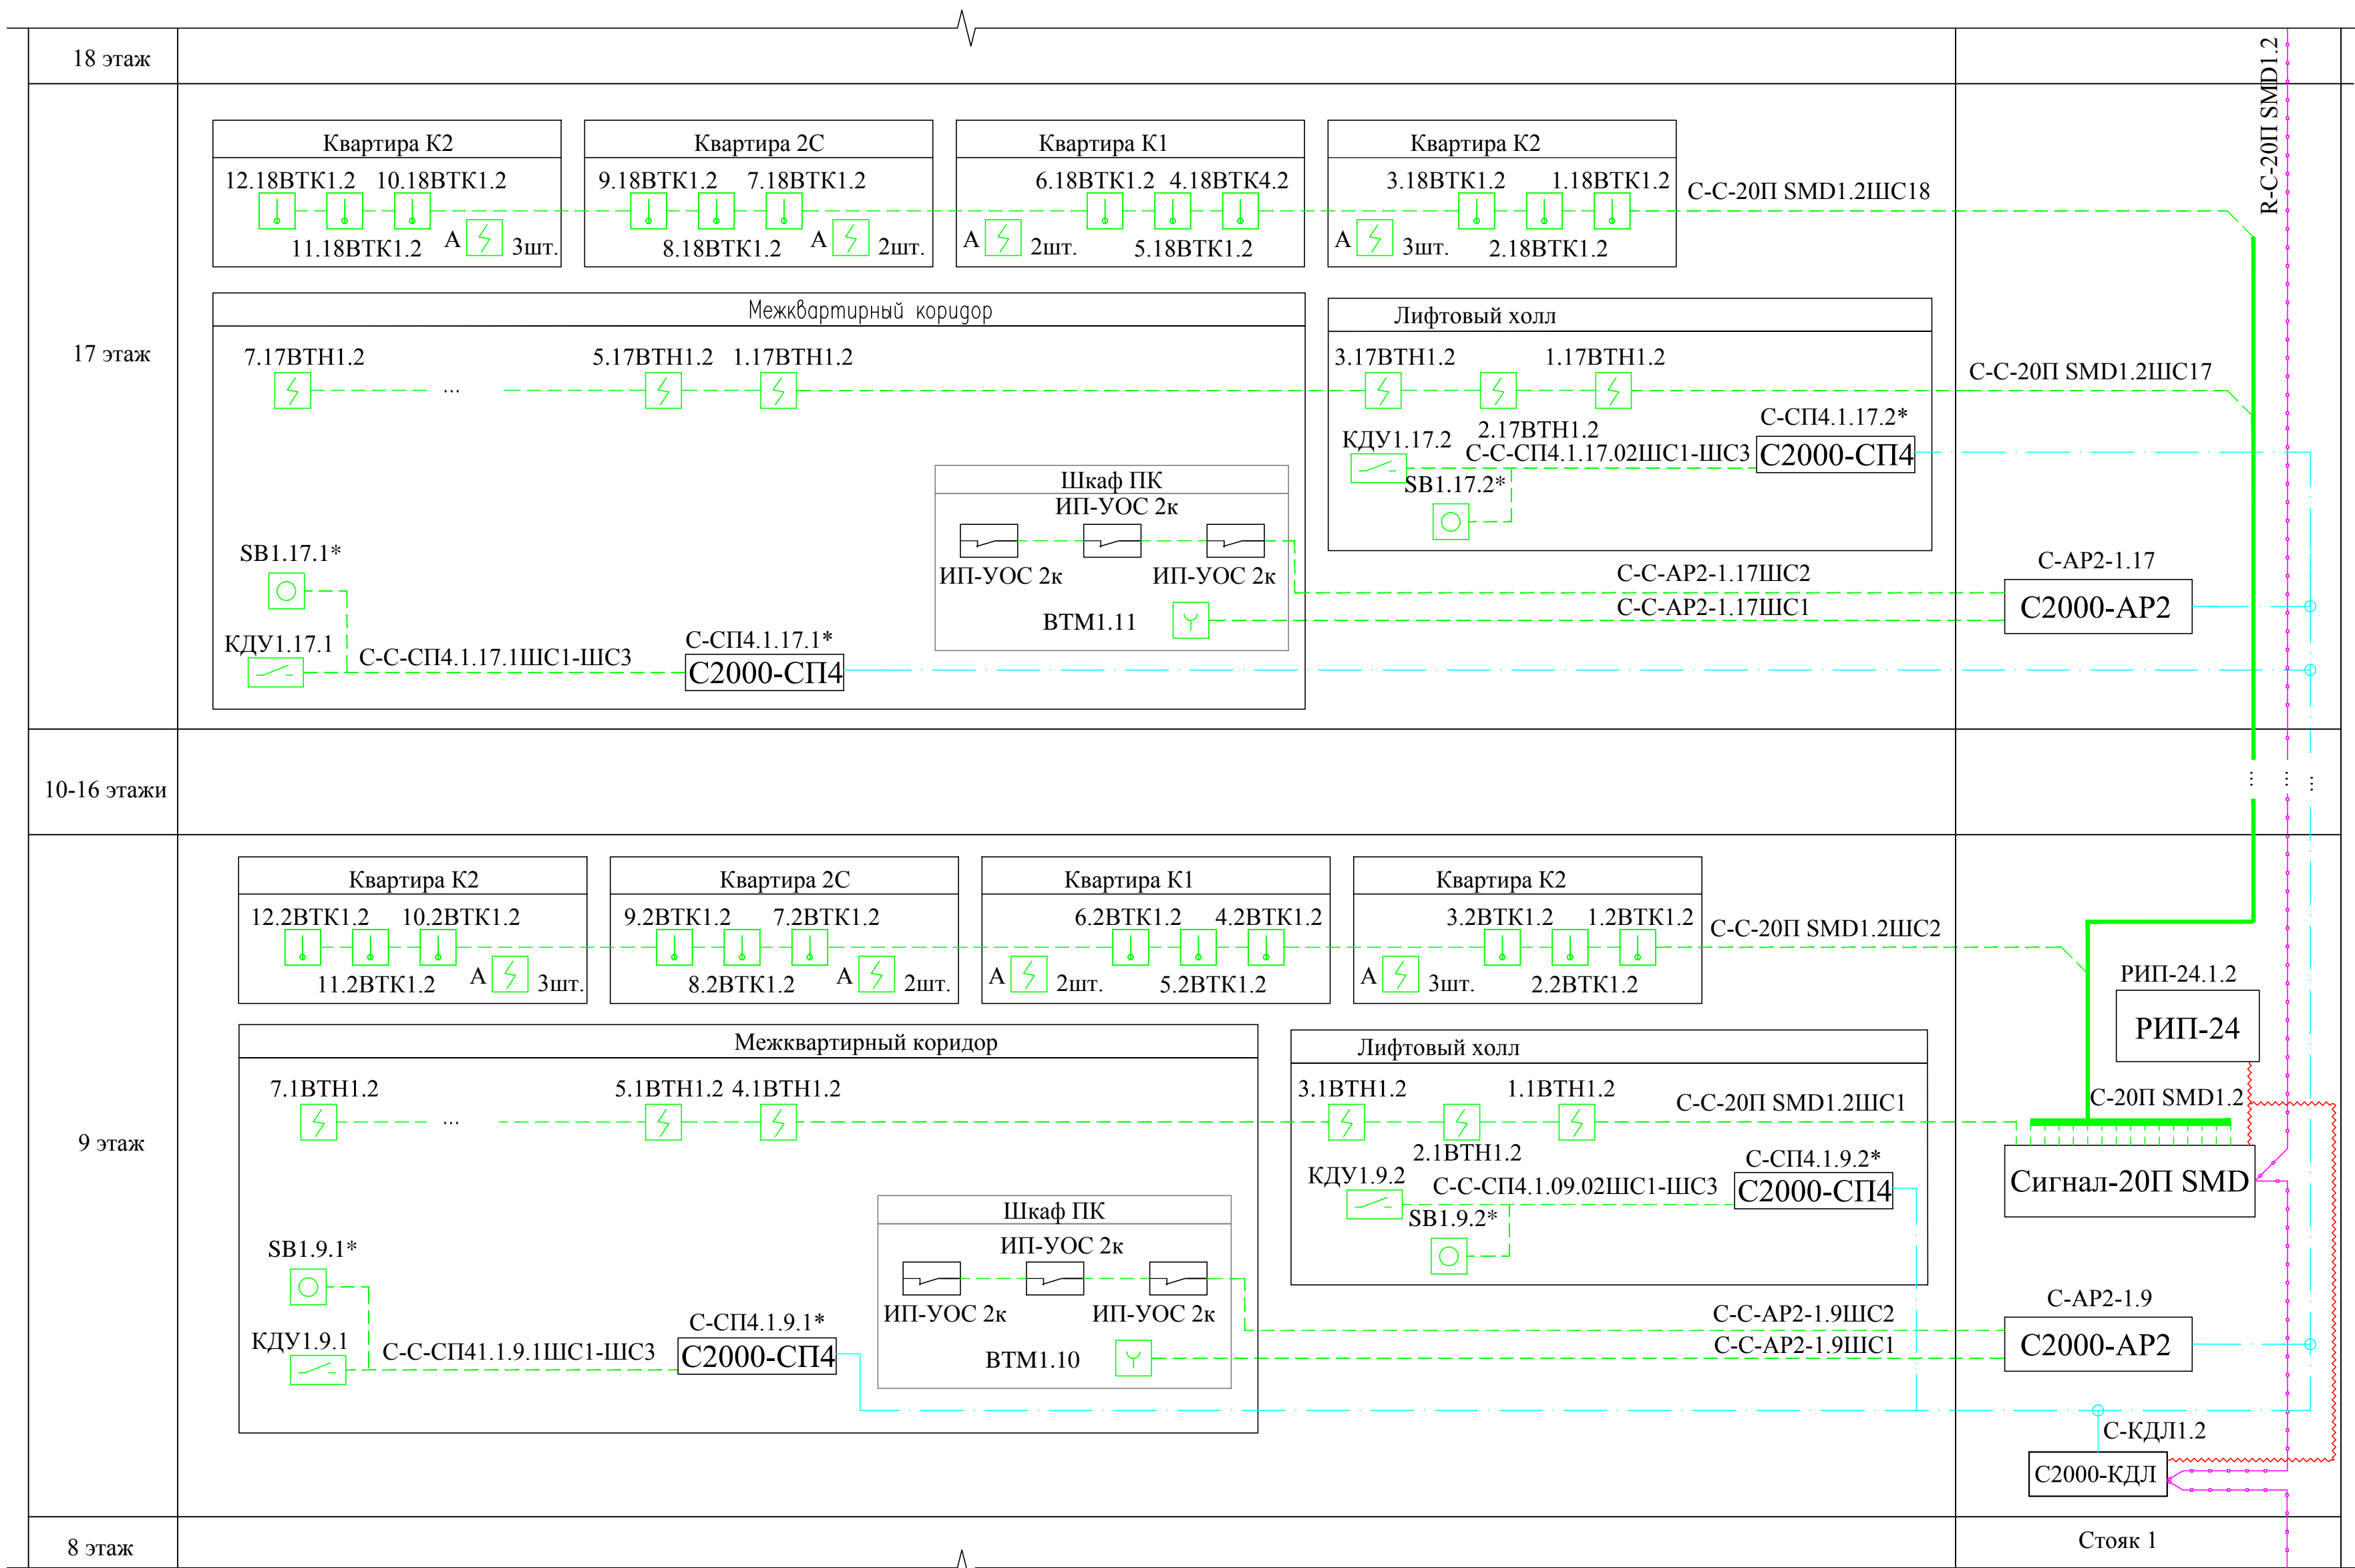 18 этаж
R-С-20П SMD1.2
Квартира К2
12.18ВТК1.2 10.18ВТК1.2
11.18ВТК1.2 А 3шт.
Квартира 2С
9.18ВТК1.2 7.18ВТК1.2
8.18ВТК1.2 А 2шт.
Квартира К1
6.18ВТК1.2 4.18ВТК4.2
А 2шт. 5.18ВТК1.2
Квартира К2
3.18ВТК1.2 1.18ВТК1.2
А 3шт. 2.18ВТК1.2
С-С-20П SMD1.2ШС18
17 этаж
Межквартирный коридор
7.17ВТН1.2 ... 5.17ВТН1.2 1.17ВТН1.2
Лифтовый холл
3.17ВТН1.2 1.17ВТН1.2
2.17ВТН1.2
С-С-20П SMD1.2ШС17
С-СП4.1.17.2*
КДУ1.17.2
С-С-СП4.1.17.02ШС1-ШС3
С2000-СП4
SB1.17.2*
Шкаф ПК
ИП-УОС 2к
ИП-УОС 2к ИП-УОС 2к
ВТМ1.11
SB1.17.1*
КДУ1.17.1
С-С-СП4.1.17.1ШС1-ШС3
С-СП4.1.17.1*
С2000-СП4
С-С-АР2-1.17ШС2
С-С-АР2-1.17ШС1
С-АР2-1.17
С2000-АР2
10-16 этажи
... ... ...
9 этаж
Квартира К2
12.2ВТК1.2 10.2ВТК1.2
11.2ВТК1.2 А 3шт.
Квартира 2С
9.2ВТК1.2 7.2ВТК1.2
8.2ВТК1.2 А 2шт.
Квартира К1
6.2ВТК1.2 4.2ВТК1.2
А 2шт. 5.2ВТК1.2
Квартира К2
3.2ВТК1.2 1.2ВТК1.2
А 3шт. 2.2ВТК1.2
С-С-20П SMD1.2ШС2
РИП-24.1.2
РИП-24
Межквартирный коридор
7.1ВТН1.2 ... 5.1ВТН1.2 4.1ВТН1.2
Лифтовый холл
3.1ВТН1.2 1.1ВТН1.2
2.1ВТН1.2
С-С-20П SMD1.2ШС1
С-20П SMD1.2
Сигнал-20П SMD
С-СП4.1.9.2*
КДУ1.9.2
С-С-СП4.1.09.02ШС1-ШС3
С2000-СП4
SB1.9.2*
Шкаф ПК
ИП-УОС 2к
ИП-УОС 2к ИП-УОС 2к
ВТМ1.10
SB1.9.1*
КДУ1.9.1
С-С-СП41.1.9.1ШС1-ШС3
С-СП4.1.9.1*
С2000-СП4
С-С-АР2-1.9ШС2
С-С-АР2-1.9ШС1
С-АР2-1.9
С2000-АР2
С-КДЛ1.2
С2000-КДЛ
8 этаж
Стояк 1